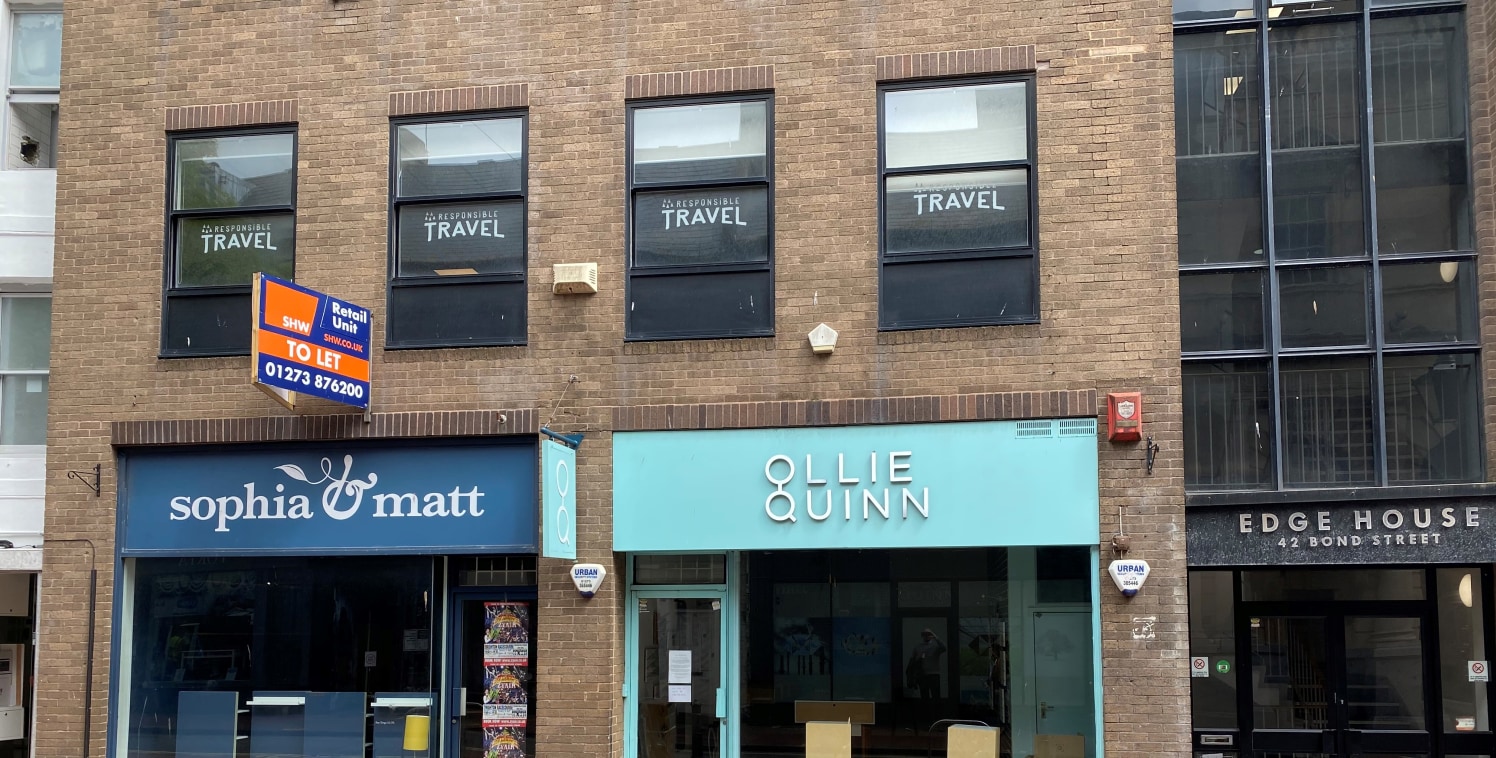 RESPONSIBLE
TRAVEL
RESPONSIBLE
TRAVEL
RESPONSIBLE
TRAVEL
RESPONSIBLE
TRAVEL
SHW
Retail
Unit
SHW.CO.UK
TO LET
01273 876200
sophia & matt
OLLIE
QUINN
EDGE HOUSE
42 BOND STREET
URBAN
URBAN